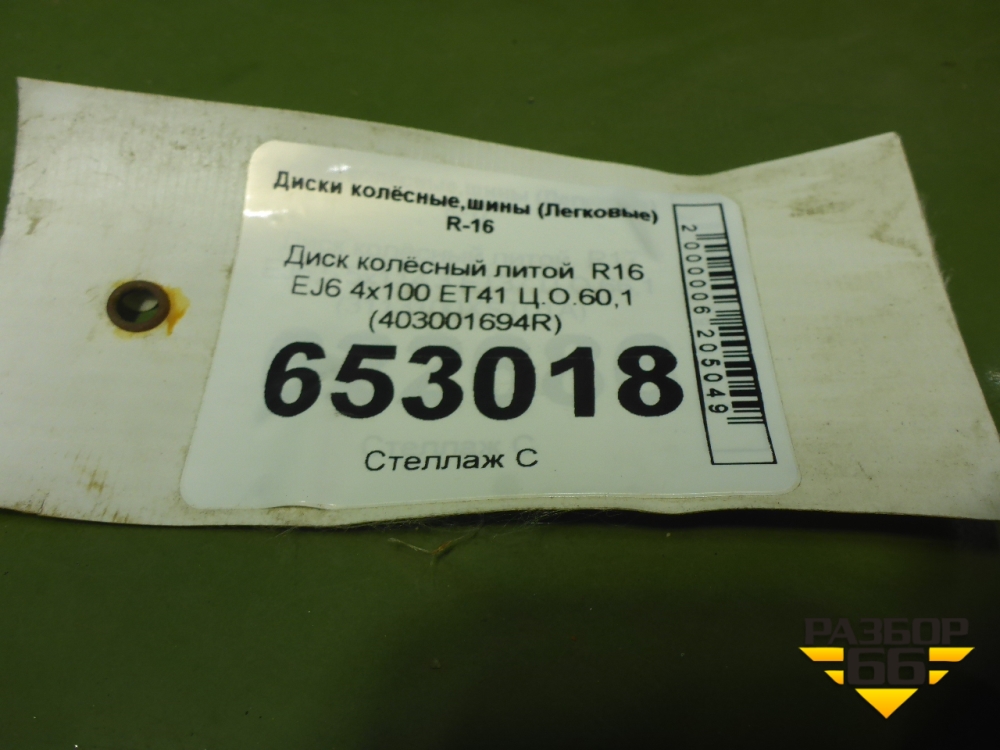 Диски колёсные,шины (Легковые)
R-16
Диск колёсный литой R16
EJ6 4x100 ET41 Ц.О.60,1
(403001694R)
653018
Стеллаж С
2000006205049
РАЗБОР
66